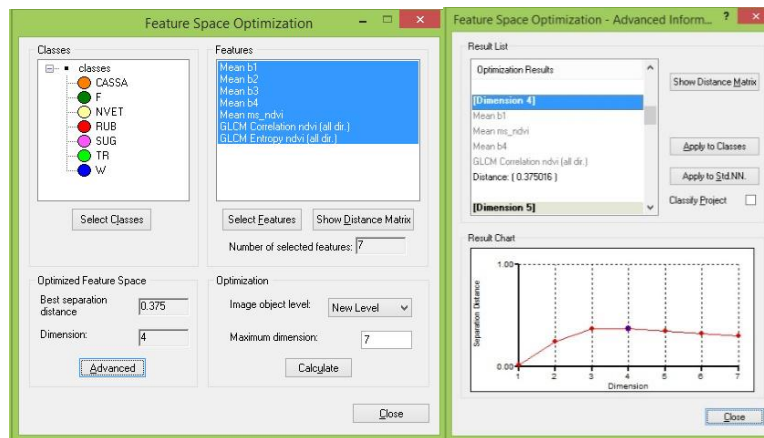 Feature Space Optimization
Classes
classes
CASSA
F
NVET
RUB
SUG
TR
W
Select Classes
Features
Mean b1
Mean b2
Mean b3
Mean b4
Mean ms_ndvi
GLCM Correlation ndvi (all dir.)
GLCM Entropy ndvi (all dir.)
Select Features Show Distance Matrix
Number of selected features: 7
Optimized Feature Space
Best separation distance 0.375
Dimension: 4
Advanced
Optimization
Image object level: New Level
Maximum dimension: 7
Calculate
Close
Feature Space Optimization - Advanced Inform... ?
Result List
Optimization Results
[Dimension 4]
Mean b1
Mean ms_ndvi
Mean b4
GLCM Correlation ndvi (all dir.)
Distance: ( 0.375016 )
[Dimension 5]
Show Distance Matrix
Apply to Classes
Apply to Std.NN.
Classify Project
Result Chart
1.00
Separation Distance
0.00
1 2 3 4 5 6 7
Dimension
Close